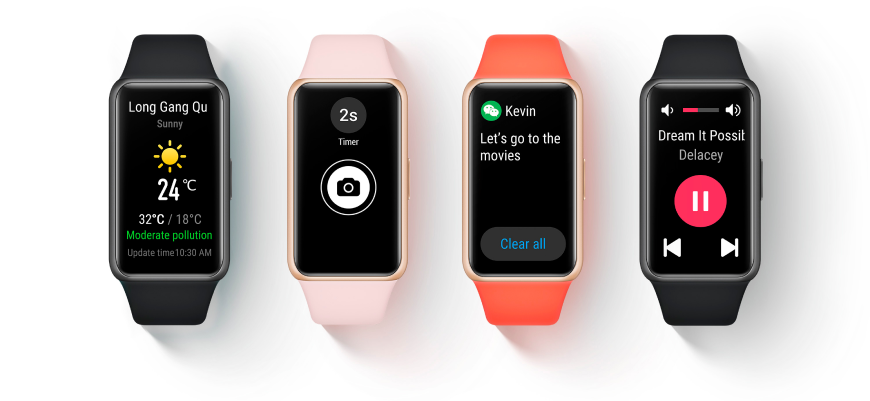 Long Gang Qu
Sunny
24 ℃
32°C / 18°C
Moderate pollution
Update time10:30 AM
2s
Timer
Kevin
Let's go to the
movies
Clear all
Dream It Possib
Delacey